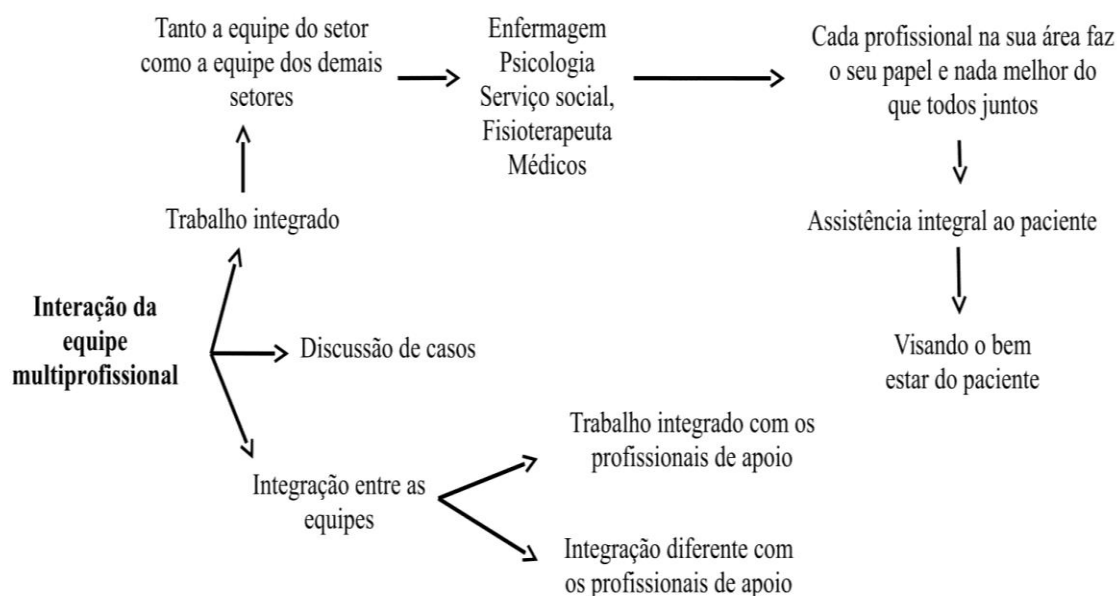 Tanto a equipe do setor
como a equipe dos demais
setores
Enfermagem
Psicologia
Serviço social,
Fisioterapeuta
Médicos
Cada profissional na sua área faz
o seu papel e nada melhor do
que todos juntos
Trabalho integrado
Assistência integral ao paciente
Interação da
equipe
multiprofissional
Discussão de casos
Visando o bem
estar do paciente
Trabalho integrado com os
profissionais de apoio
Integração entre as
equipes
Integração diferente com
os profissionais de apoio